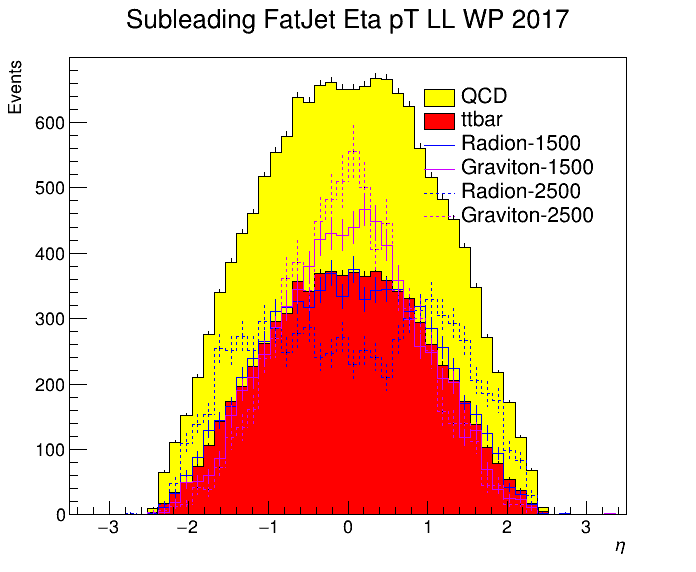 Subleading FatJet Eta pT LL WP 2017
Events
600
500
400
300
200
100
0
QCD
ttbar
Radion-1500
Graviton-1500
Radion-2500
Graviton-2500
−3 −2 −1 0 1 2 3
η